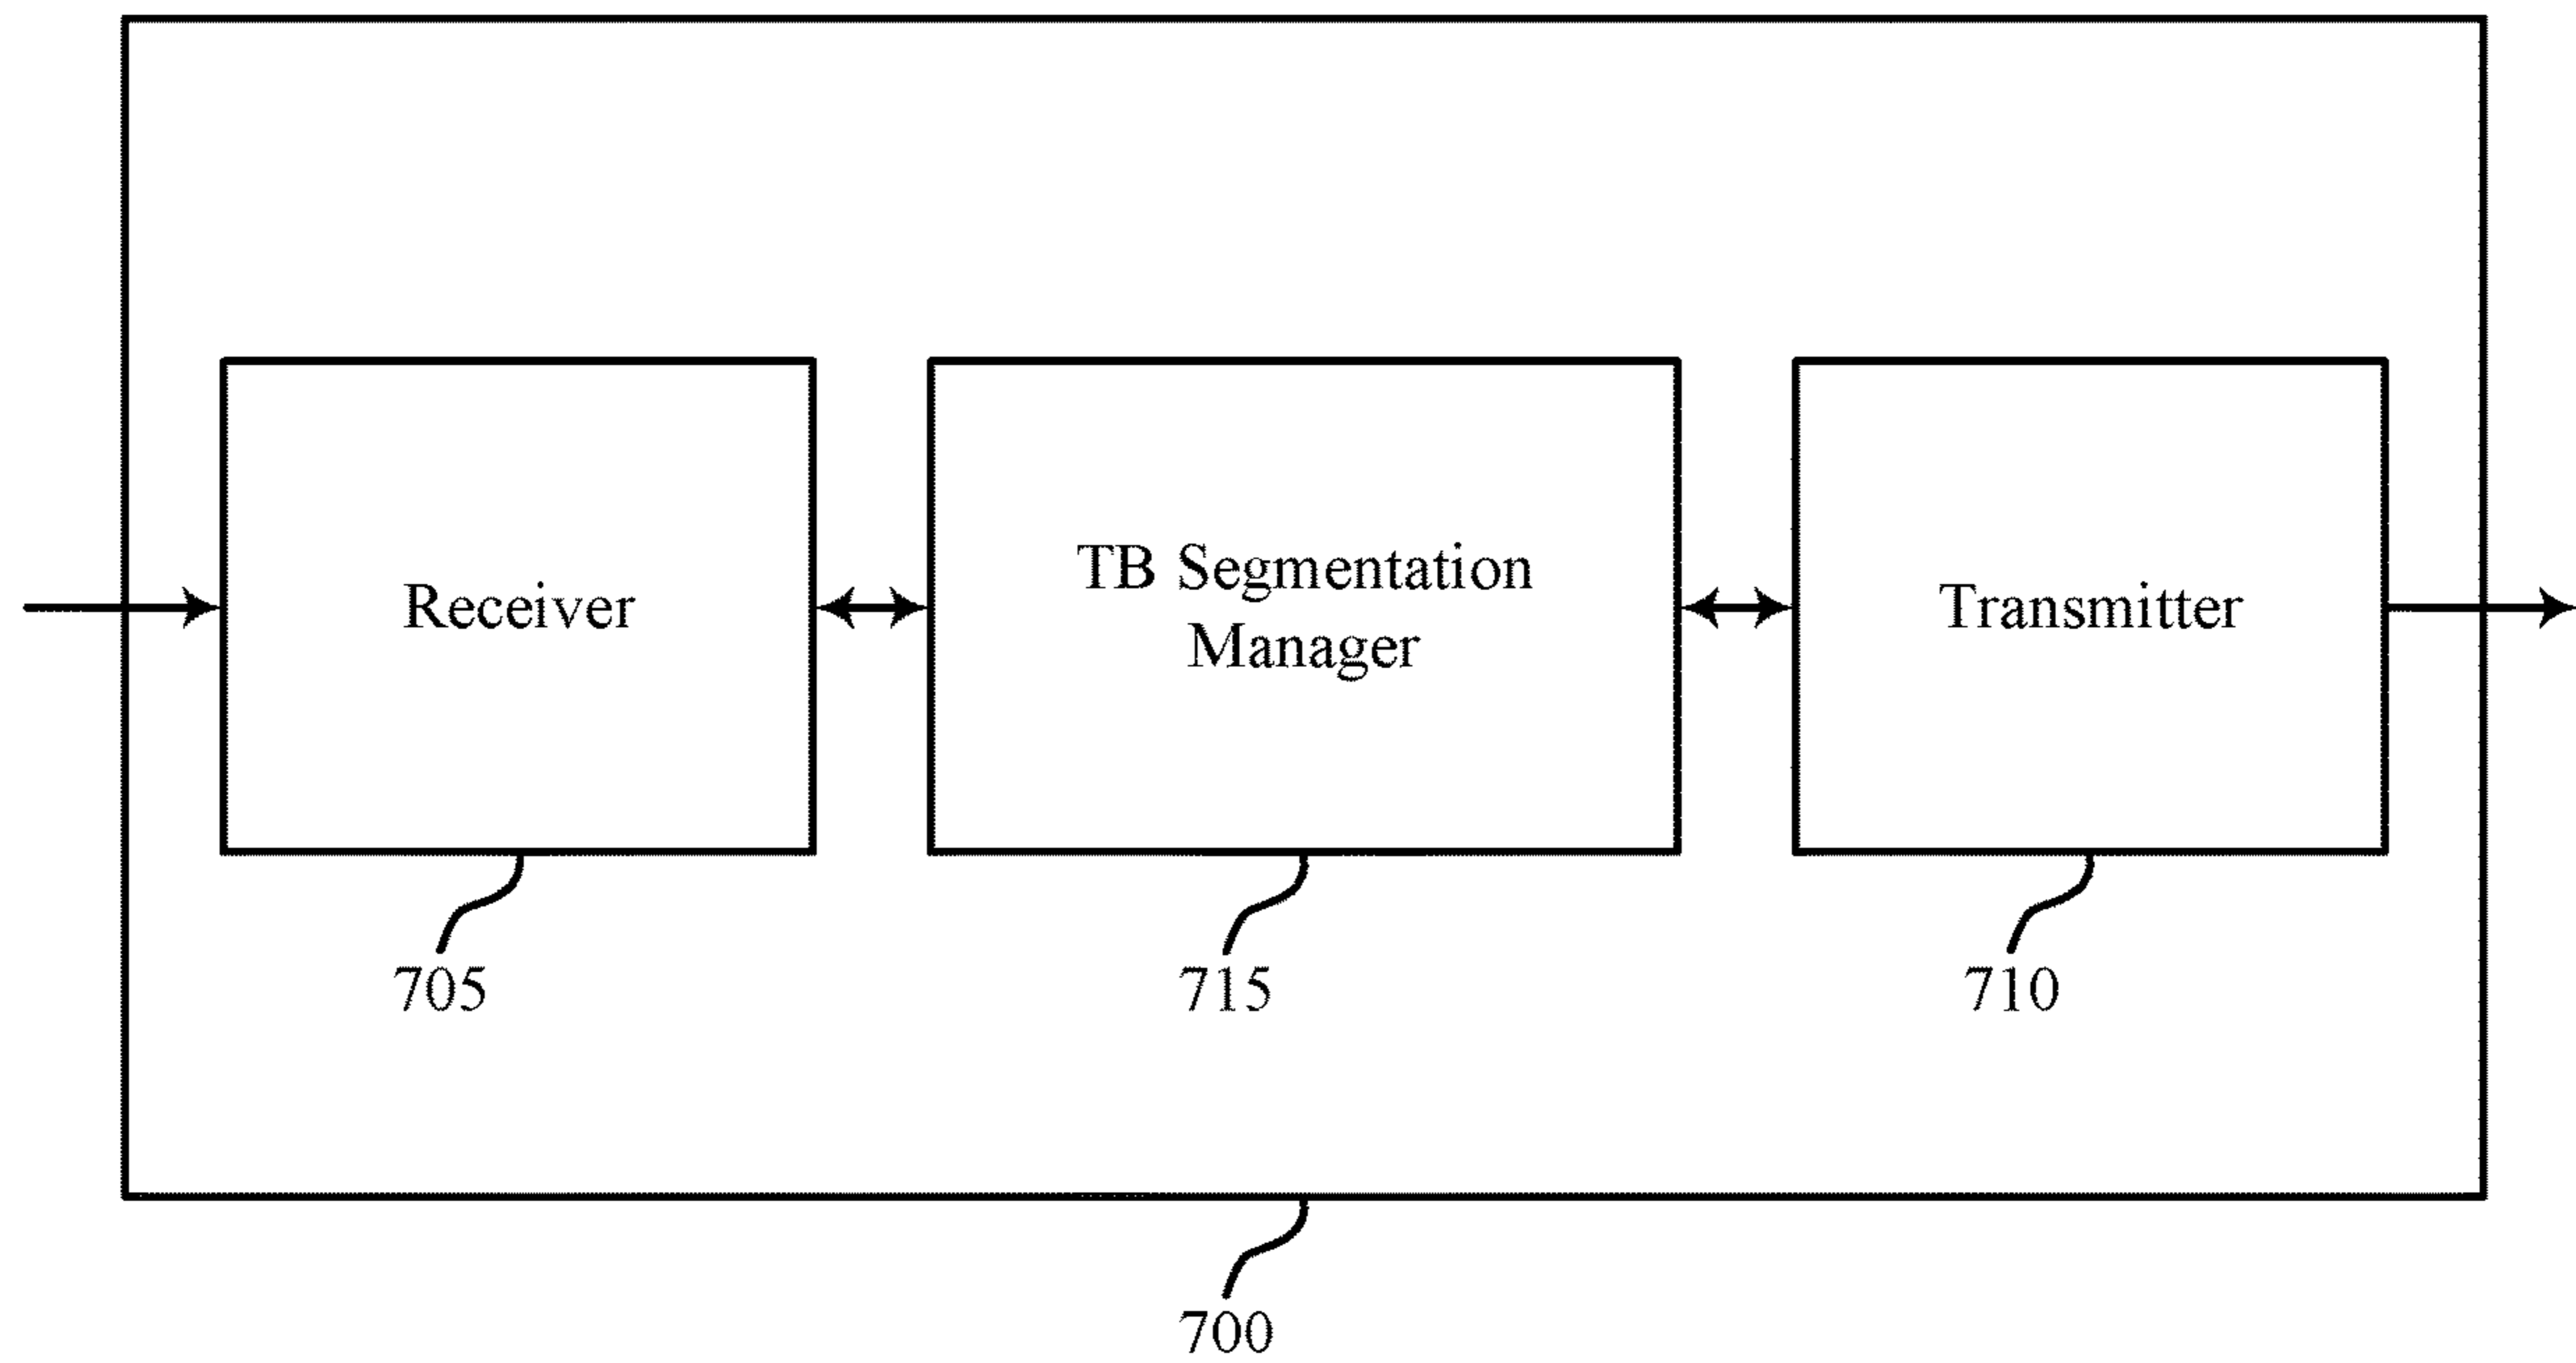 Receiver
TB Segmentation
Manager
Transmitter
705
715
710
700